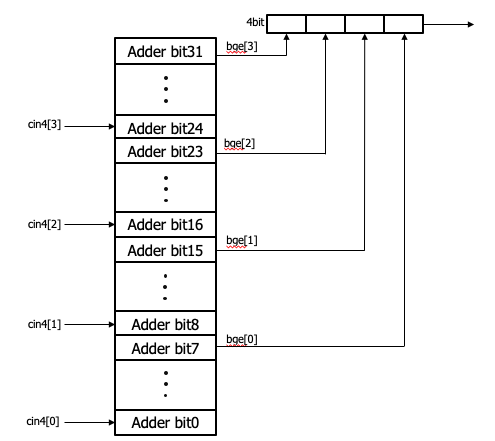 4bit
Adder bit31
bge[3]
cin4[3]
Adder bit24
Adder bit23
bge[2]
cin4[2]
Adder bit16
Adder bit15
bge[1]
cin4[1]
Adder bit8
Adder bit7
bge[0]
cin4[0]
Adder bit0